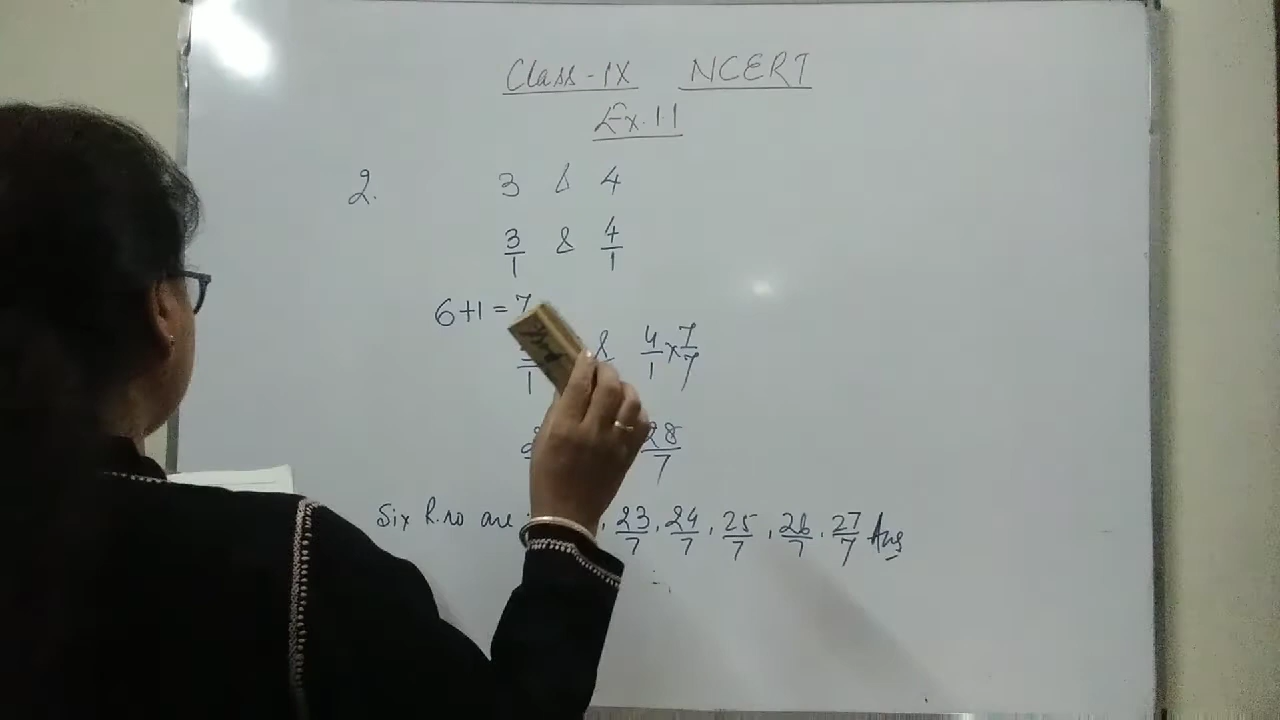 Class-IX NCERT
Ex.1.1
2. 3 & 4
3/1 & 4/1
6+1=7
& 4/1×7/7
28/7
Six R.no are , 23/7, 24/7, 25/7, 26/7, 27/7 Ans